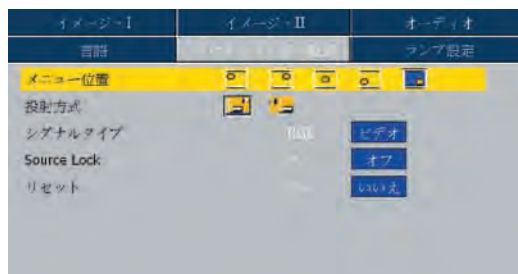 イメージ-I イメージ-II オーディオ
言語 ランプ設定
メニュー位置
投射方式
シグナルタイプ RGB ビデオ
Source Lock オフ
リセット いいえ